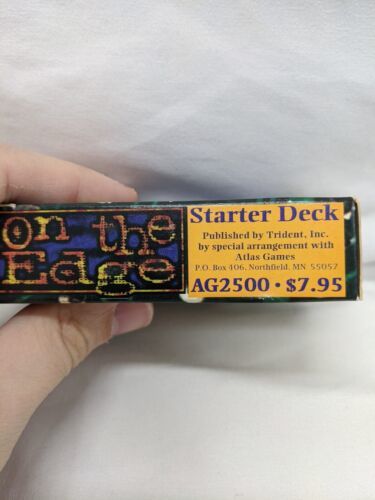 on the
Edge
Starter Deck
Published by Trident, Inc.
by special arrangement with
Atlas Games
P.O. Box 406, Northfield, MN 55057
AG2500 • $7.95